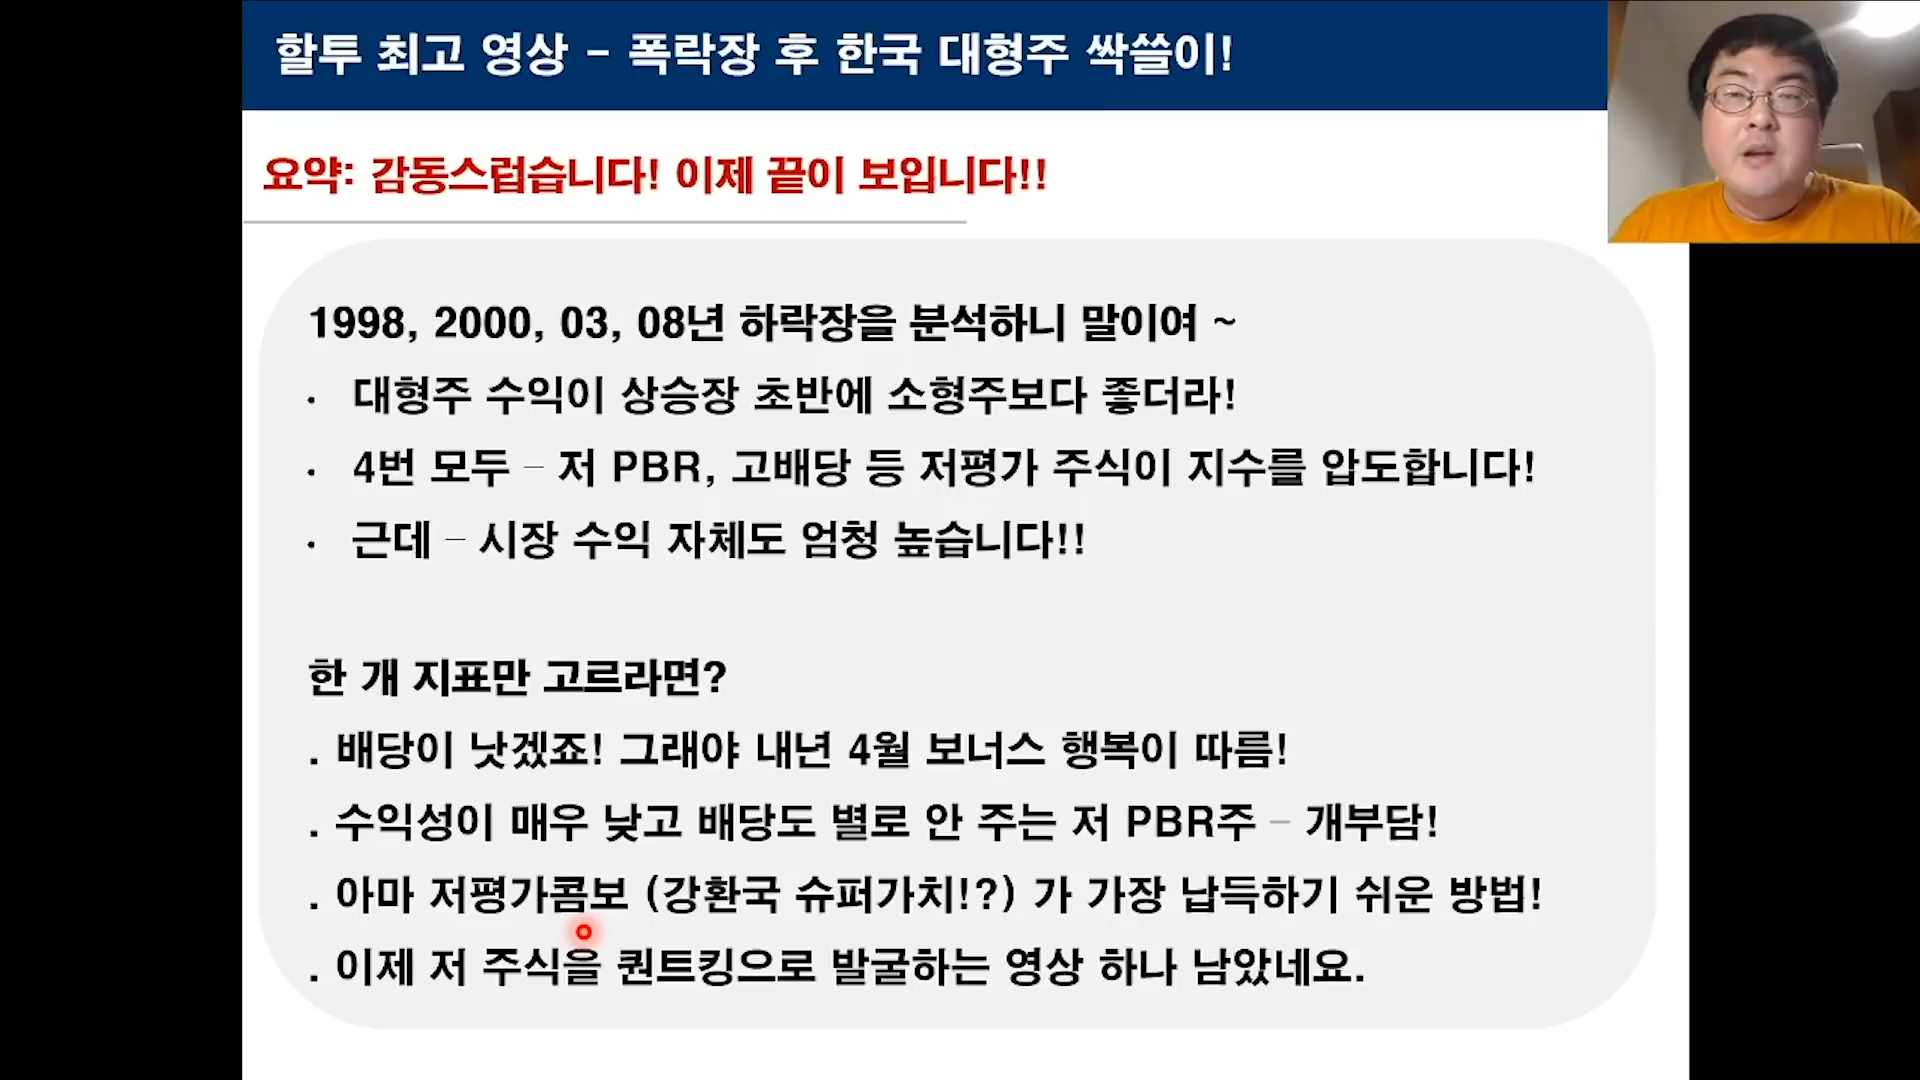 할투 최고 영상 - 폭락장 후 한국 대형주 싹쓸이!
요약: 감동스럽습니다! 이제 끝이 보입니다!!
1998, 2000, 03, 08년 하락장을 분석하니 말이여 ~
· 대형주 수익이 상승장 초반에 소형주보다 좋더라!
· 4번 모두 – 저 PBR, 고배당 등 저평가 주식이 지수를 압도합니다!
· 근데 – 시장 수익 자체도 엄청 높습니다!!
한 개 지표만 고르라면?
. 배당이 낫겠죠! 그래야 내년 4월 보너스 행복이 따름!
. 수익성이 매우 낮고 배당도 별로 안 주는 저 PBR주 – 개부담!
. 아마 저평가콤보 (강환국 슈퍼가치!?) 가 가장 납득하기 쉬운 방법!
. 이제 저 주식을 퀀트킹으로 발굴하는 영상 하나 남았네요.